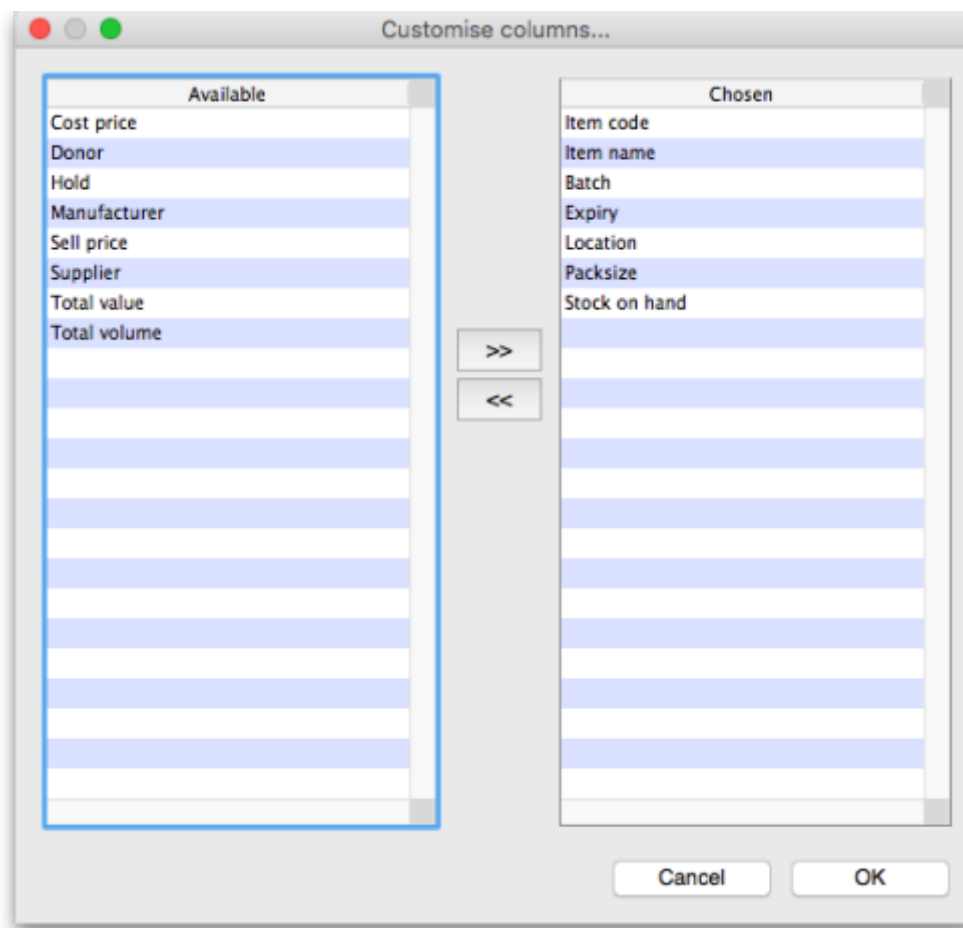 Customise columns...
Available
Cost price
Donor
Hold
Manufacturer
Sell price
Supplier
Total value
Total volume
>>
<<
Chosen
Item code
Item name
Batch
Expiry
Location
Packsize
Stock on hand
Cancel
OK